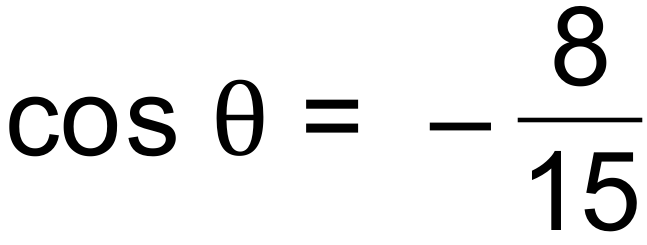 cos θ = − 8/15